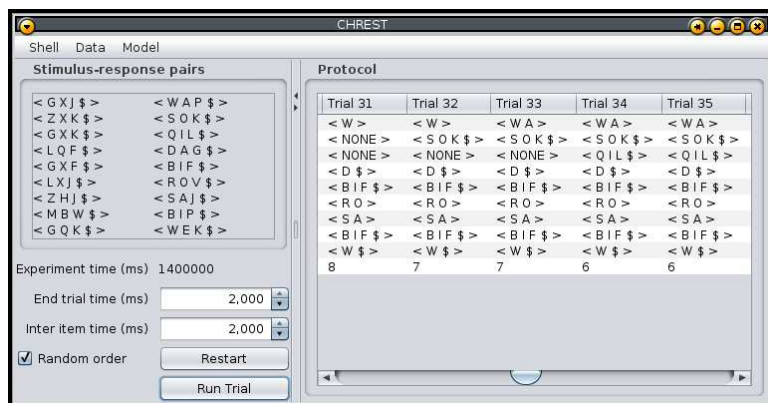 CHREST
Shell Data Model
Stimulus-response pairs
< G X J $ > < W A P $ >
< Z X K $ > < S O K $ >
< G X K $ > < Q I L $ >
< L Q F $ > < D A G $ >
< G X F $ > < B I F $ >
< L X J $ > < R O V $ >
< Z H J $ > < S A J $ >
< M B W $ > < B I P $ >
< G Q K $ > < W E K $ >
Experiment time (ms) 1400000
End trial time (ms) 2,000
Inter item time (ms) 2,000
Random order Restart
Run Trial
Protocol
Trial 31 Trial 32 Trial 33 Trial 34 Trial 35
< W > < W > < W A > < W A > < W A >
< NONE > < S O K $ > < S O K $ > < S O K $ > < S O K $ >
< NONE > < NONE > < NONE > < Q I L $ > < Q I L $ >
< D $ > < D $ > < D $ > < D $ > < D $ >
< B I F $ > < B I F $ > < B I F $ > < B I F $ > < B I F $ >
< R O > < R O > < R O > < R O > < R O >
< S A > < S A > < S A > < S A > < S A >
< B I F $ > < B I F $ > < B I F $ > < B I F $ > < B I F $ >
< W $ > < W $ > < W $ > < W $ > < W $ >
8 7 7 6 6